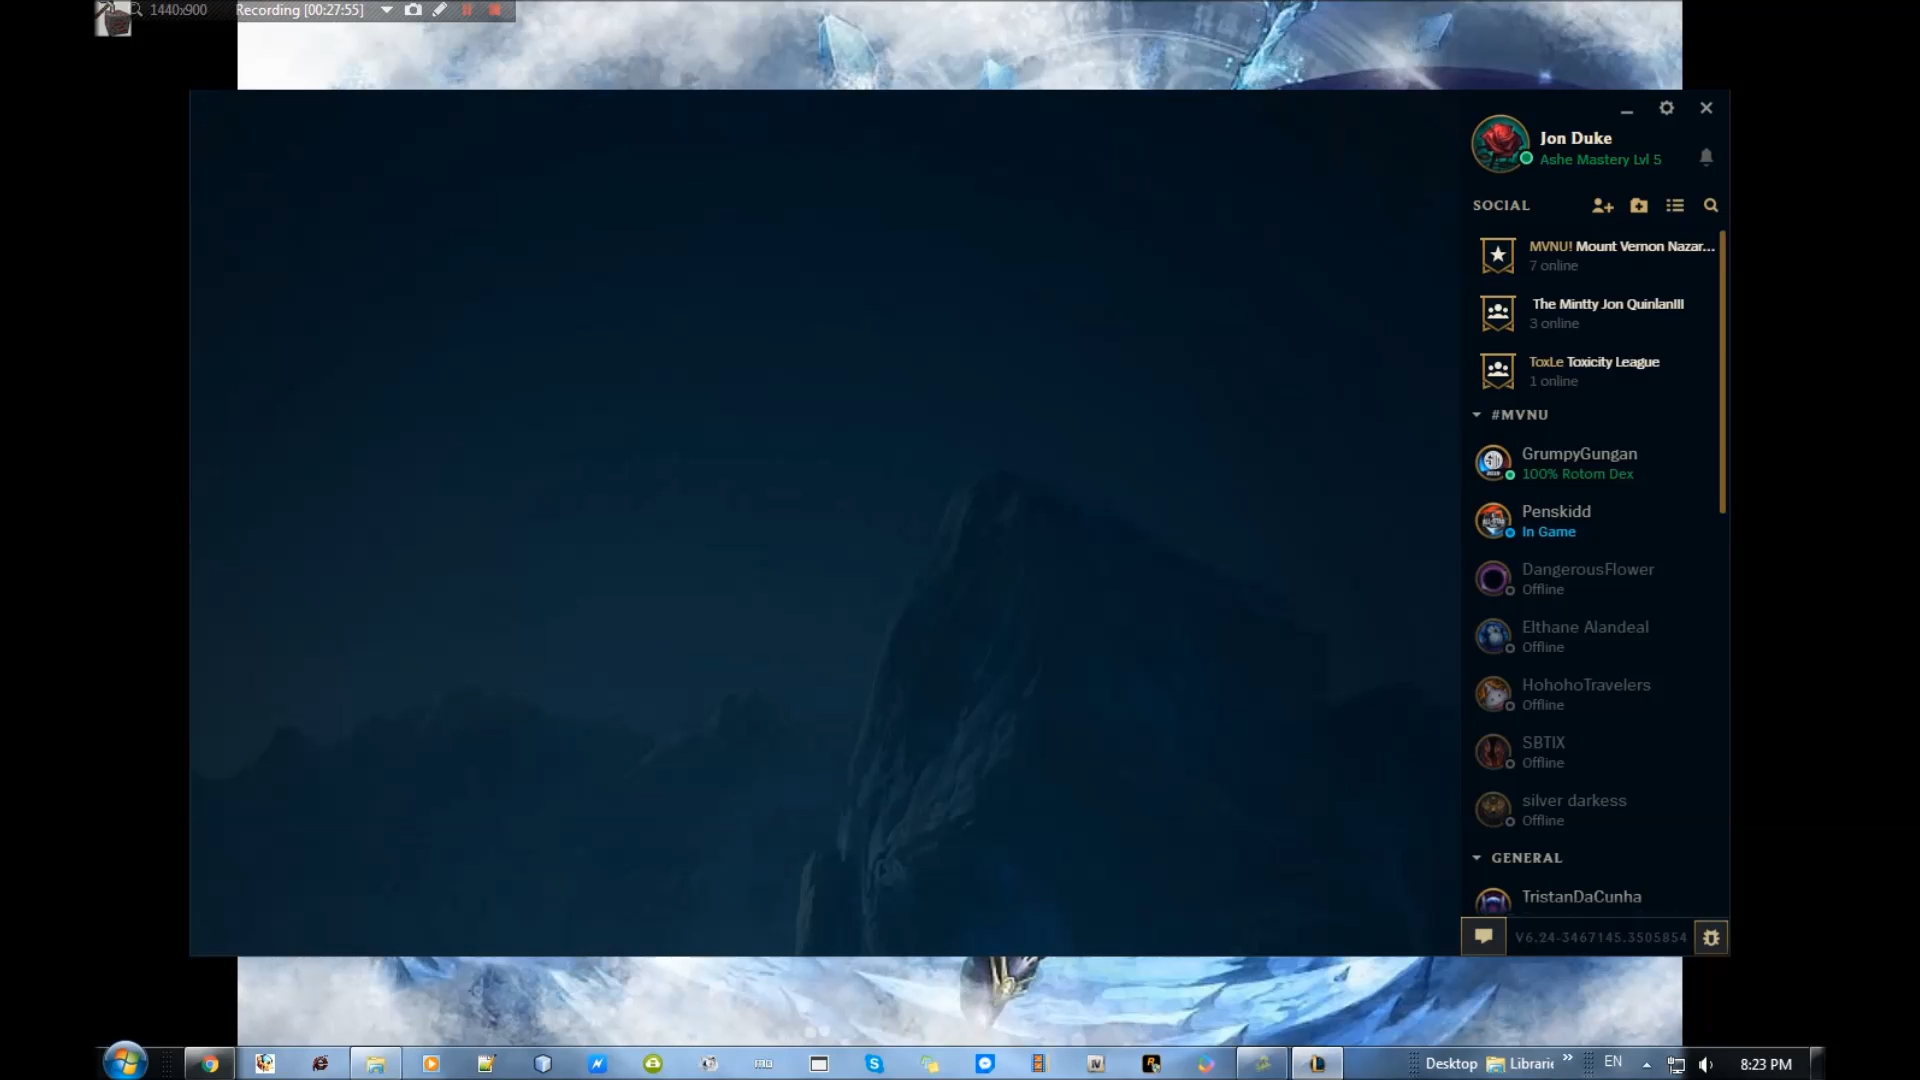 1440x900 Recording [00:27:55]
Jon Duke
Ashe Mastery Lvl 5
SOCIAL
MVNU! Mount Vernon Nazar...
7 online
The Mintty Jon QuinlanIII
3 online
ToxLe Toxicity League
1 online
#MVNU
GrumpyGungan
100% Rotom Dex
Penskidd
In Game
DangerousFlower
Offline
Elthane Alandeal
Offline
HohohoTravelers
Offline
SBTIX
Offline
silver darkess
Offline
GENERAL
TristanDaCunha
V6.24-3467145.3505854
Desktop Librarie » EN 8:23 PM